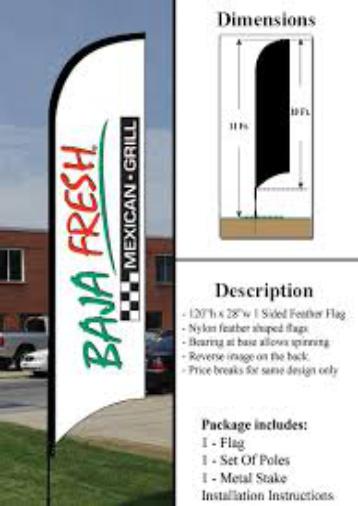 BAJA FRESH
MEXICAN • GRILL
Dimensions
11 Ft.
10 Ft.
Description
- 120"h x 28"w 1 Sided Feather Flag
- Nylon feather shaped flags
- Bearing at base allows spinning
- Reverse image on the back.
- Price breaks for same design only
Package includes:
1 - Flag
1 - Set Of Poles
1 - Metal Stake
Installation Instructions